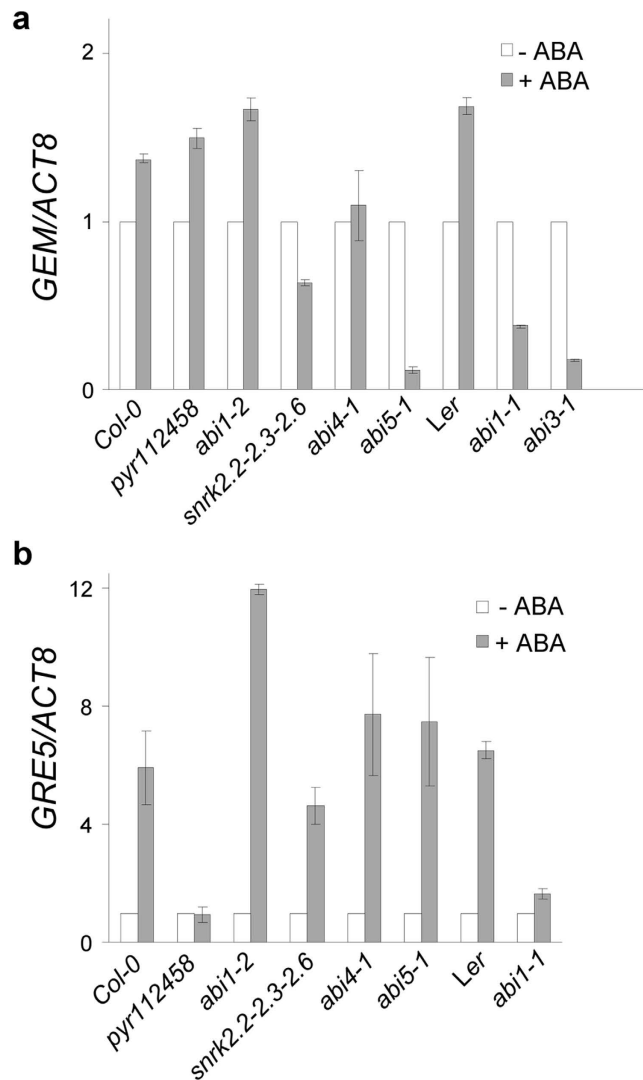 a
2
1
0
GEM/ACT8
- ABA
+ ABA
Col-0
pyr112458
abi1-2
snrk2.2-2.3-2.6
abi4-1
abi5-1
Ler
abi1-1
abi3-1
b
12
8
4
0
GRE5/ACT8
- ABA
+ ABA
Col-0
pyr112458
abi1-2
snrk2.2-2.3-2.6
abi4-1
abi5-1
Ler
abi1-1